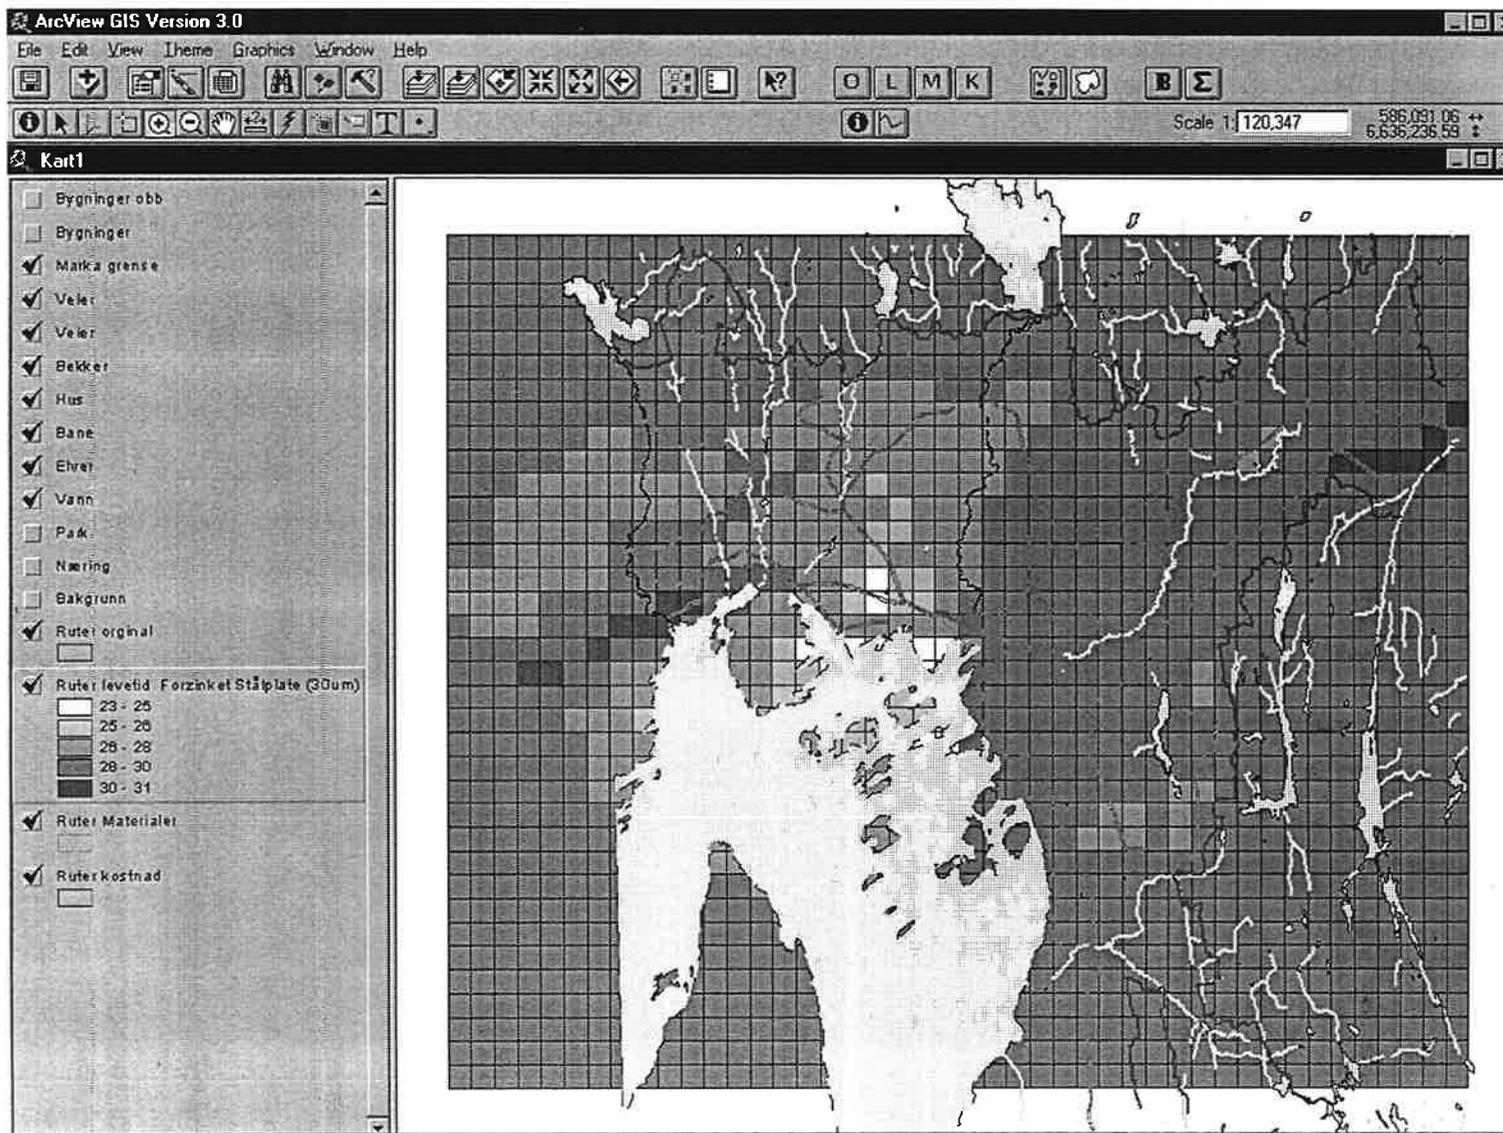 ArcView GIS Version 3.0
File Edit View Theme Graphics Window Help
O L M K B Σ
T Scale 1: 120,347 586,091.06
6,636,236.59
Kart1
Bygninger obb
Bygninger
Marka grense
Veier
Veier
Bekker
Hus
Bane
Elver
Vann
Park
Næring
Bakgrunn
Ruter orginal
Ruter levetid Forzinket Stålplate (30um)
23 - 25
25 - 26
26 - 28
28 - 30
30 - 31
Ruter Materialer
Ruter kostnad